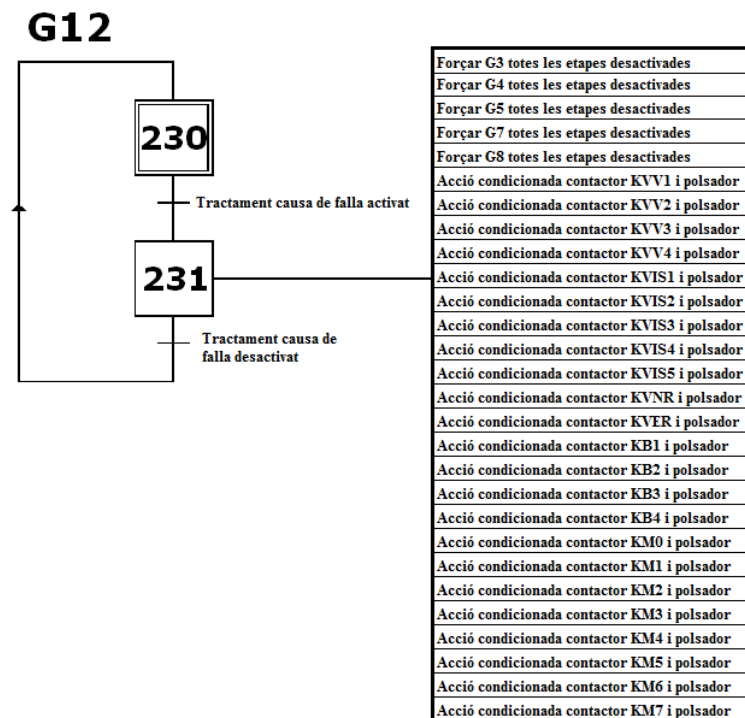 G12
230
Tractament causa de falla activat
231
Tractament causa de
falla desactivat
Forçar G3 totes les etapes desactivades
Forçar G4 totes les etapes desactivades
Forçar G5 totes les etapes desactivades
Forçar G7 totes les etapes desactivades
Forçar G8 totes les etapes desactivades
Acció condicionada contactor KVV1 i polsador
Acció condicionada contactor KVV2 i polsador
Acció condicionada contactor KVV3 i polsador
Acció condicionada contactor KVV4 i polsador
Acció condicionada contactor KVIS1 i polsador
Acció condicionada contactor KVIS2 i polsador
Acció condicionada contactor KVIS3 i polsador
Acció condicionada contactor KVIS4 i polsador
Acció condicionada contactor KVIS5 i polsador
Acció condicionada contactor KVNR i polsador
Acció condicionada contactor KVER i polsador
Acció condicionada contactor KB1 i polsador
Acció condicionada contactor KB2 i polsador
Acció condicionada contactor KB3 i polsador
Acció condicionada contactor KB4 i polsador
Acció condicionada contactor KM0 i polsador
Acció condicionada contactor KM1 i polsador
Acció condicionada contactor KM2 i polsador
Acció condicionada contactor KM3 i polsador
Acció condicionada contactor KM4 i polsador
Acció condicionada contactor KM5 i polsador
Acció condicionada contactor KM6 i polsador
Acció condicionada contactor KM7 i polsador